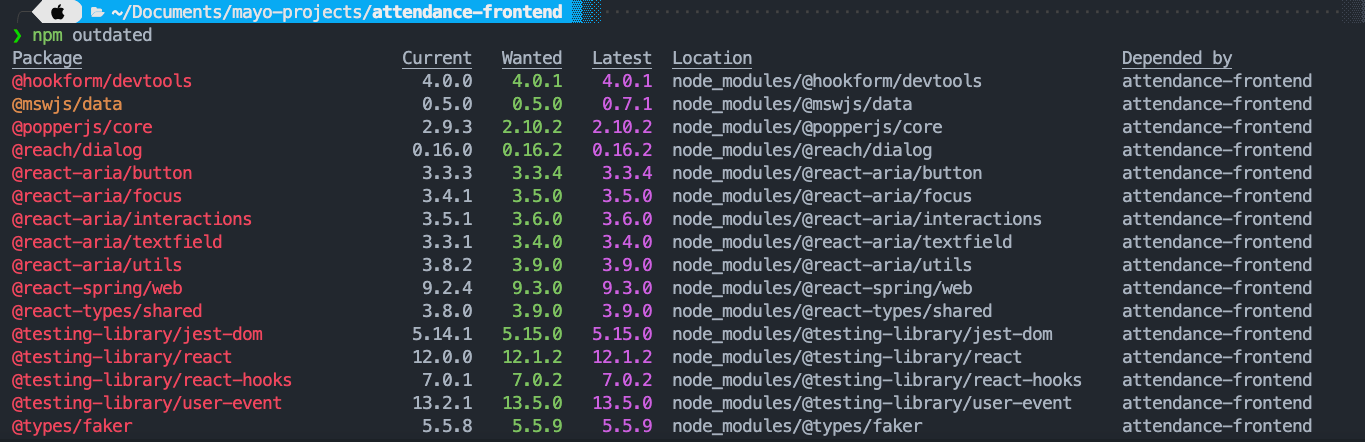 ~/Documents/mayo-projects/attendance-frontend
❯ npm outdated
Package Current Wanted Latest Location Depended by
@hookform/devtools 4.0.0 4.0.1 4.0.1 node_modules/@hookform/devtools attendance-frontend
@mswjs/data 0.5.0 0.5.0 0.7.1 node_modules/@mswjs/data attendance-frontend
@popperjs/core 2.9.3 2.10.2 2.10.2 node_modules/@popperjs/core attendance-frontend
@reach/dialog 0.16.0 0.16.2 0.16.2 node_modules/@reach/dialog attendance-frontend
@react-aria/button 3.3.3 3.3.4 3.3.4 node_modules/@react-aria/button attendance-frontend
@react-aria/focus 3.4.1 3.5.0 3.5.0 node_modules/@react-aria/focus attendance-frontend
@react-aria/interactions 3.5.1 3.6.0 3.6.0 node_modules/@react-aria/interactions attendance-frontend
@react-aria/textfield 3.3.1 3.4.0 3.4.0 node_modules/@react-aria/textfield attendance-frontend
@react-aria/utils 3.8.2 3.9.0 3.9.0 node_modules/@react-aria/utils attendance-frontend
@react-spring/web 9.2.4 9.3.0 9.3.0 node_modules/@react-spring/web attendance-frontend
@react-types/shared 3.8.0 3.9.0 3.9.0 node_modules/@react-types/shared attendance-frontend
@testing-library/jest-dom 5.14.1 5.15.0 5.15.0 node_modules/@testing-library/jest-dom attendance-frontend
@testing-library/react 12.0.0 12.1.2 12.1.2 node_modules/@testing-library/react attendance-frontend
@testing-library/react-hooks 7.0.1 7.0.2 7.0.2 node_modules/@testing-library/react-hooks attendance-frontend
@testing-library/user-event 13.2.1 13.5.0 13.5.0 node_modules/@testing-library/user-event attendance-frontend
@types/faker 5.5.8 5.5.9 5.5.9 node_modules/@types/faker attendance-frontend